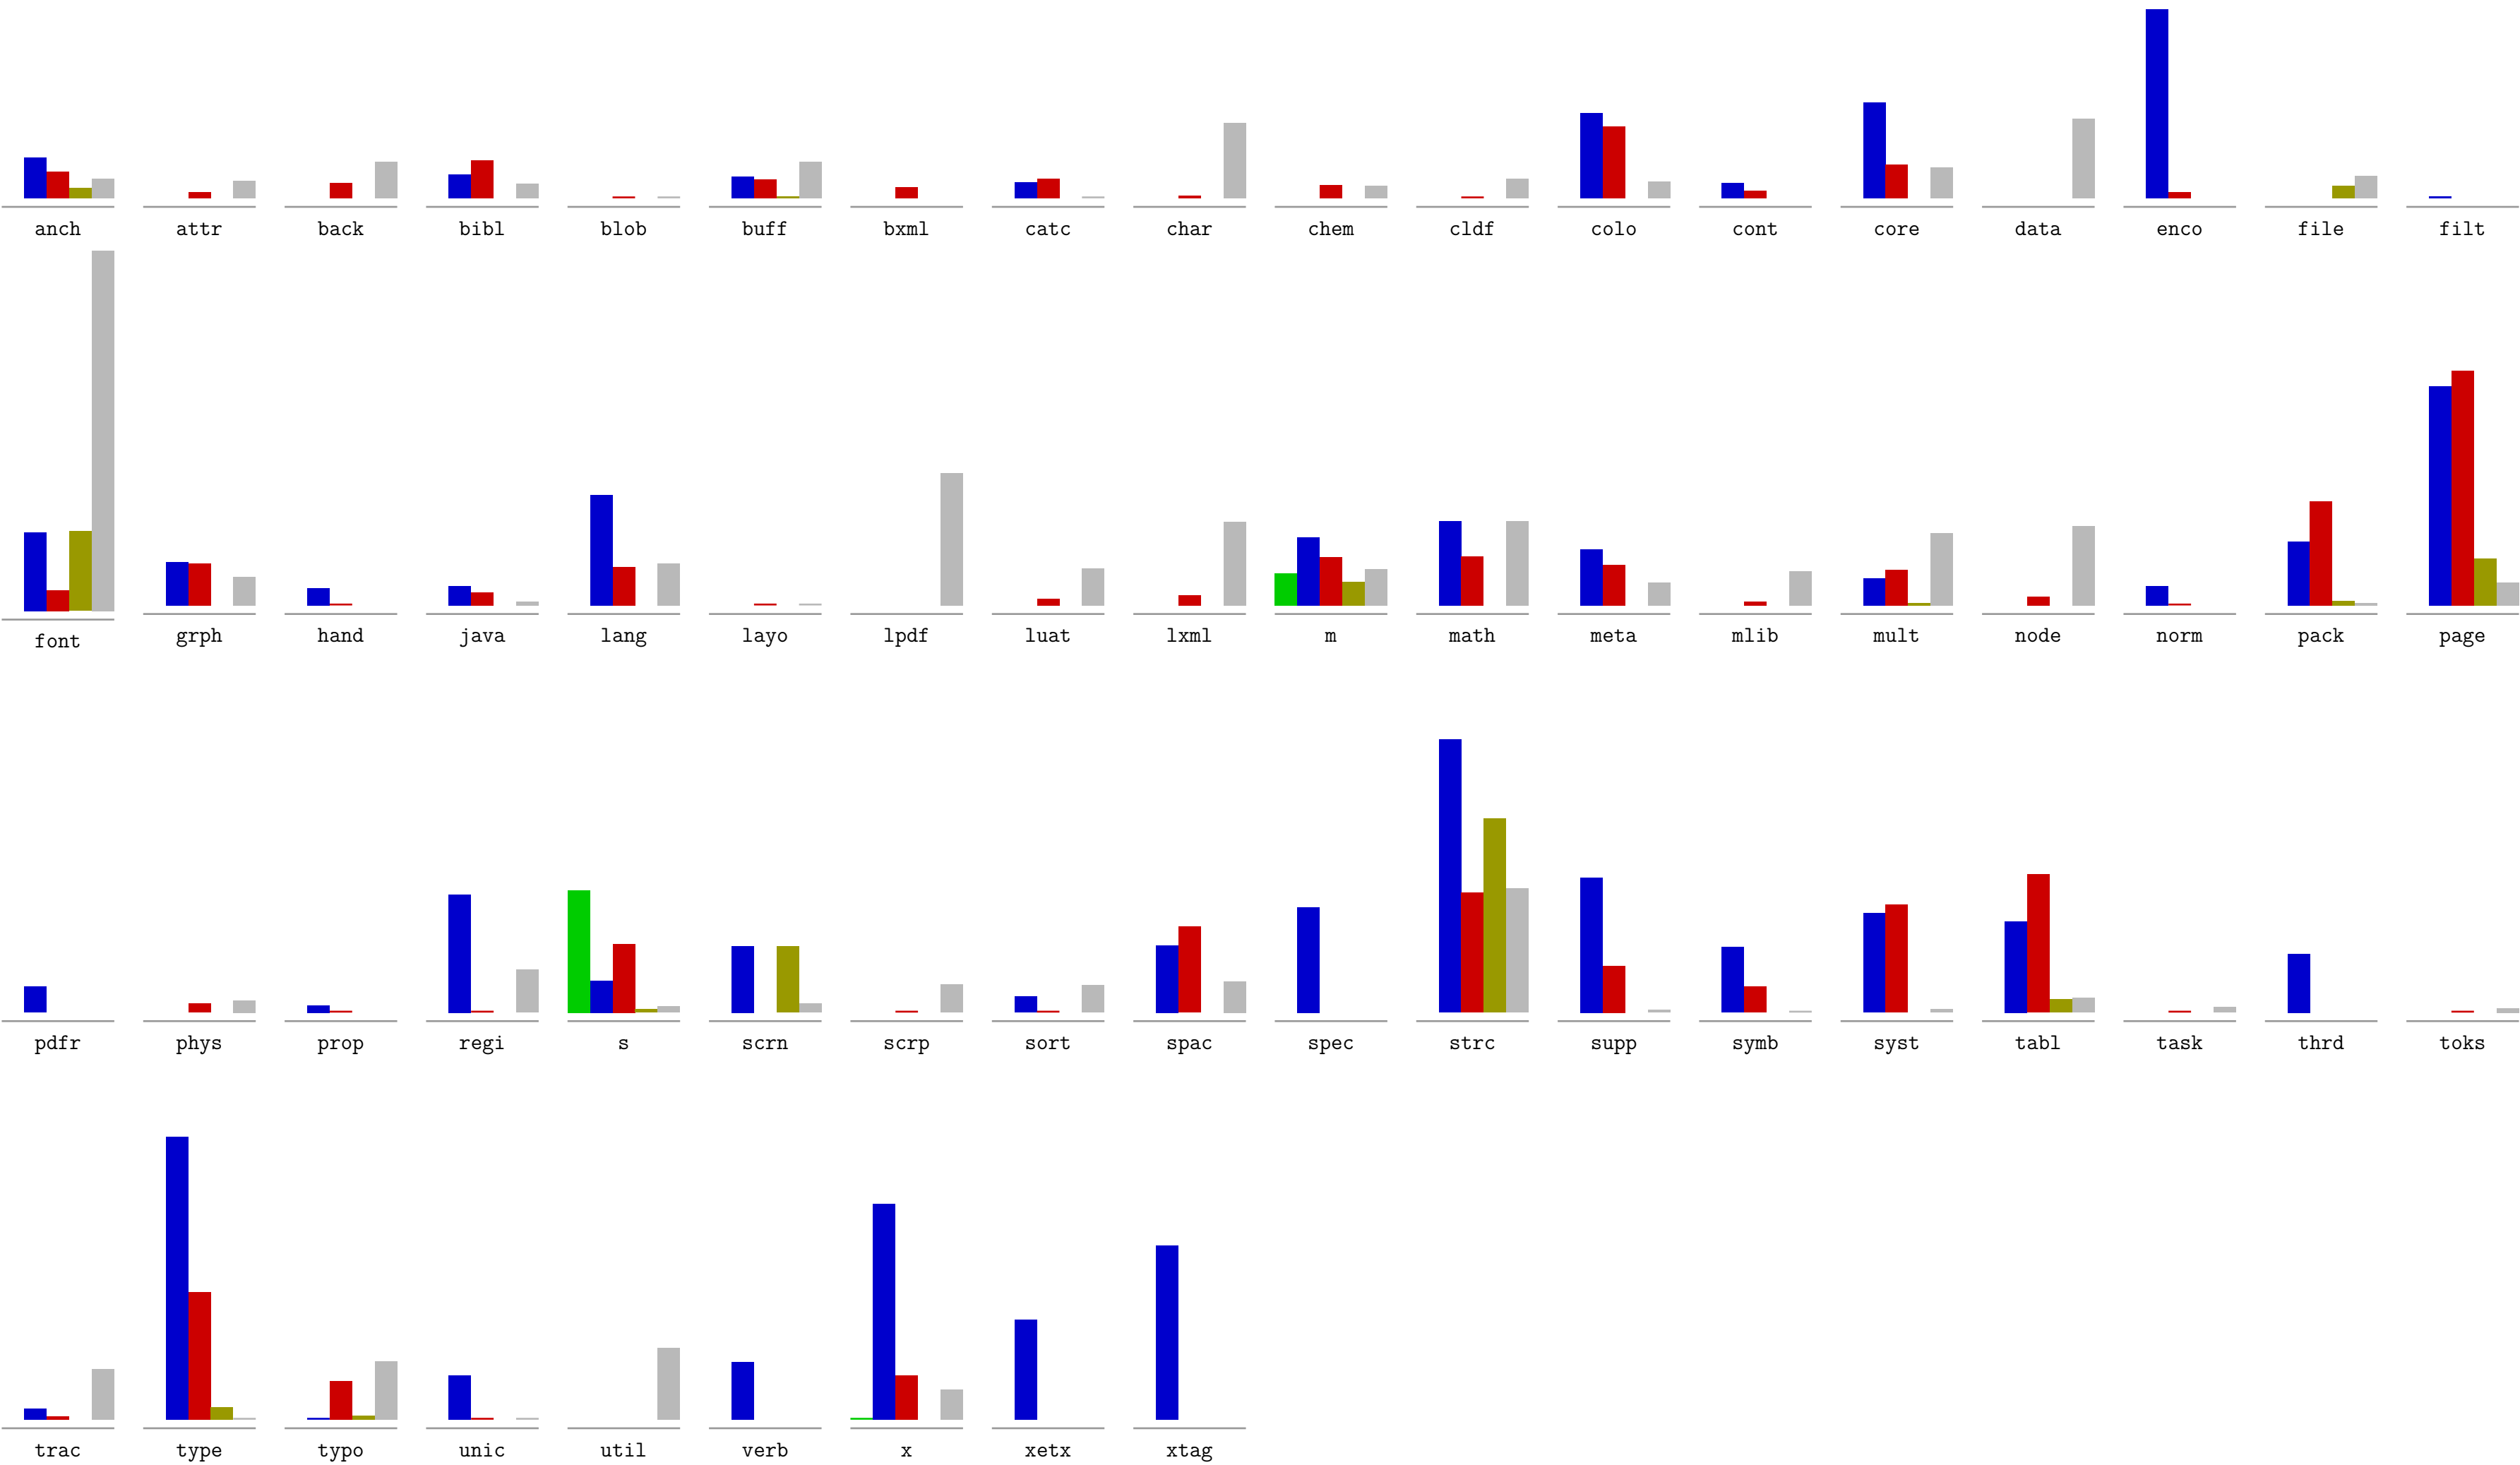 anch attr back bibl blob buff bxml catc char chem cldf colo cont core data enco file filt
font grph hand java lang layo lpdf luat lxml m math meta mlib mult node norm pack page
pdfr phys prop regi s scrn scrp sort spac spec strc supp symb syst tabl task thrd toks
trac type typo unic util verb x xetx xtag